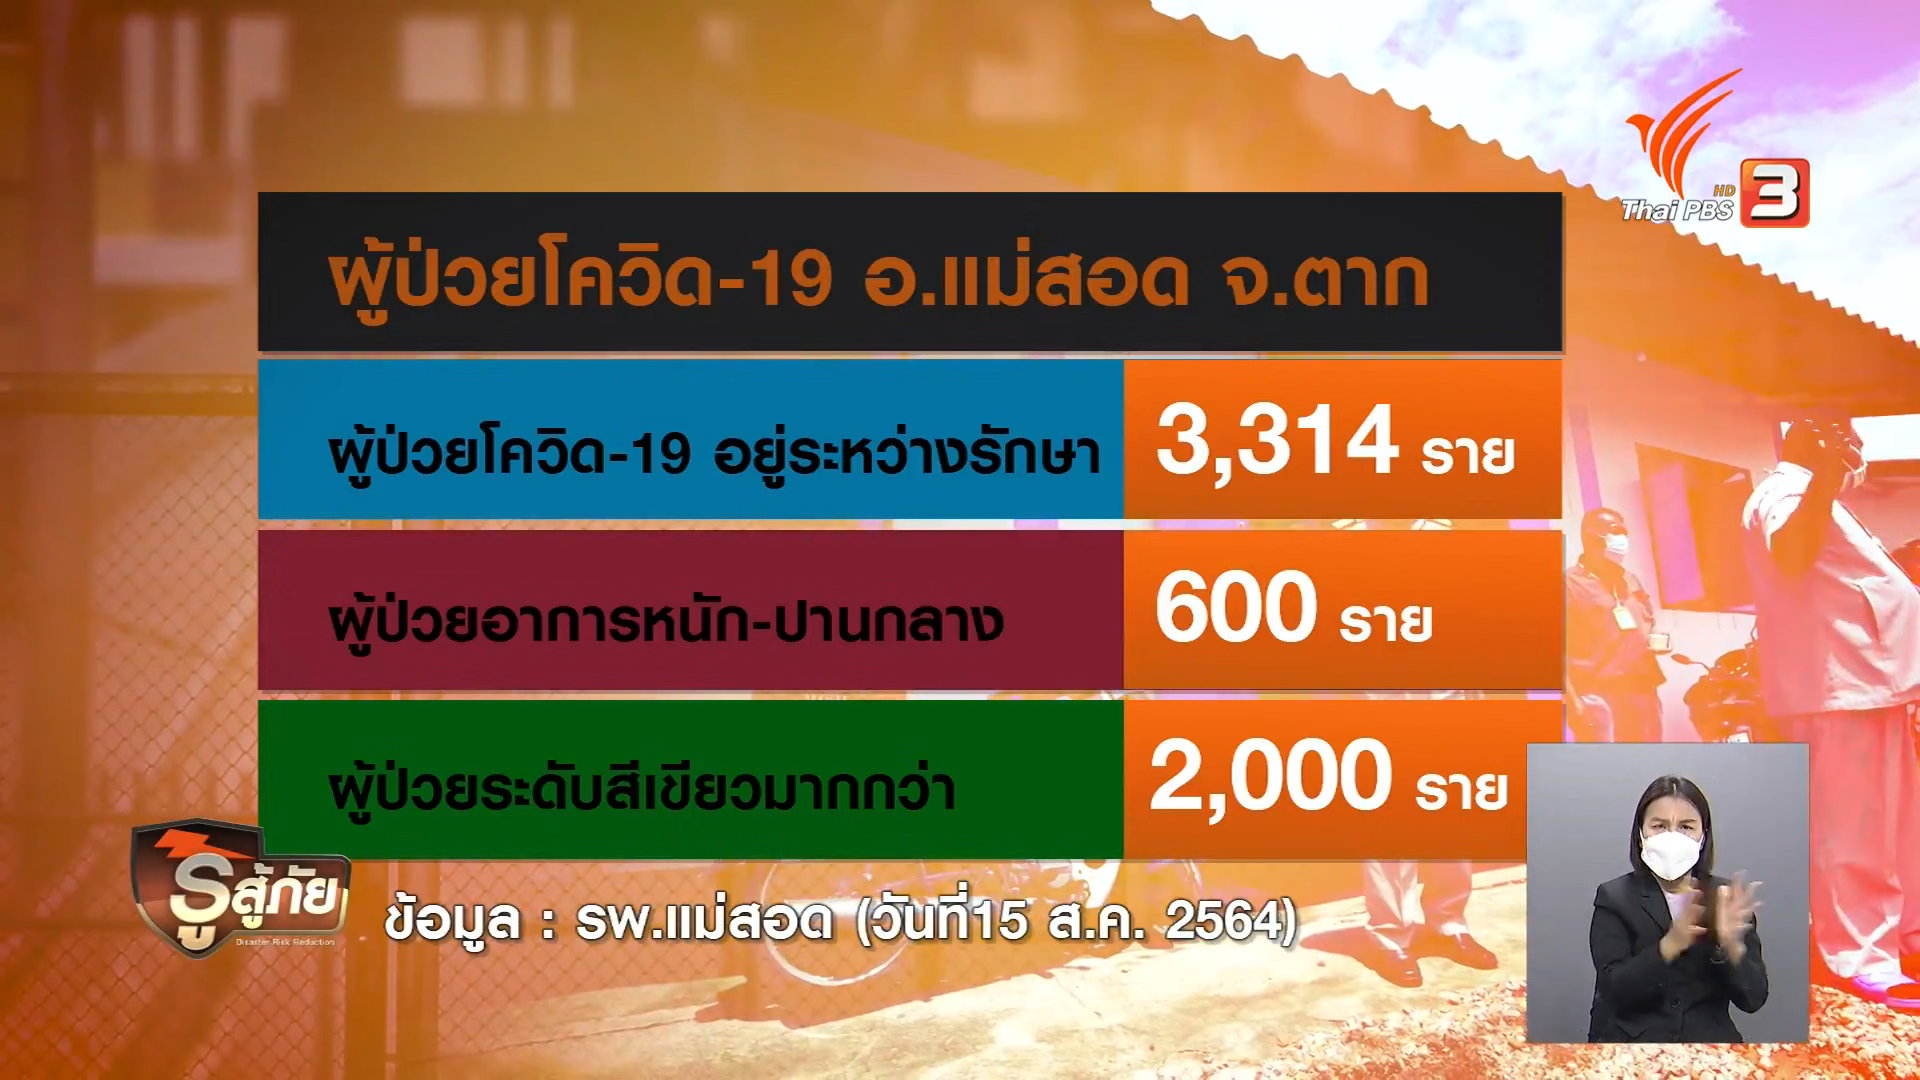 HD
Thai PBS 3
ผู้ป่วยโควิด-19 อ.แม่สอด จ.ตาก
ผู้ป่วยโควิด-19 อยู่ระหว่างรักษา 3,314 ราย
ผู้ป่วยอาการหนัก-ปานกลาง 600 ราย
ผู้ป่วยระดับสีเขียวมากกว่า 2,000 ราย
รู้สู้ภัย
Disaster Risk Reduction
ข้อมูล : รพ.แม่สอด (วันที่15 ส.ค. 2564)